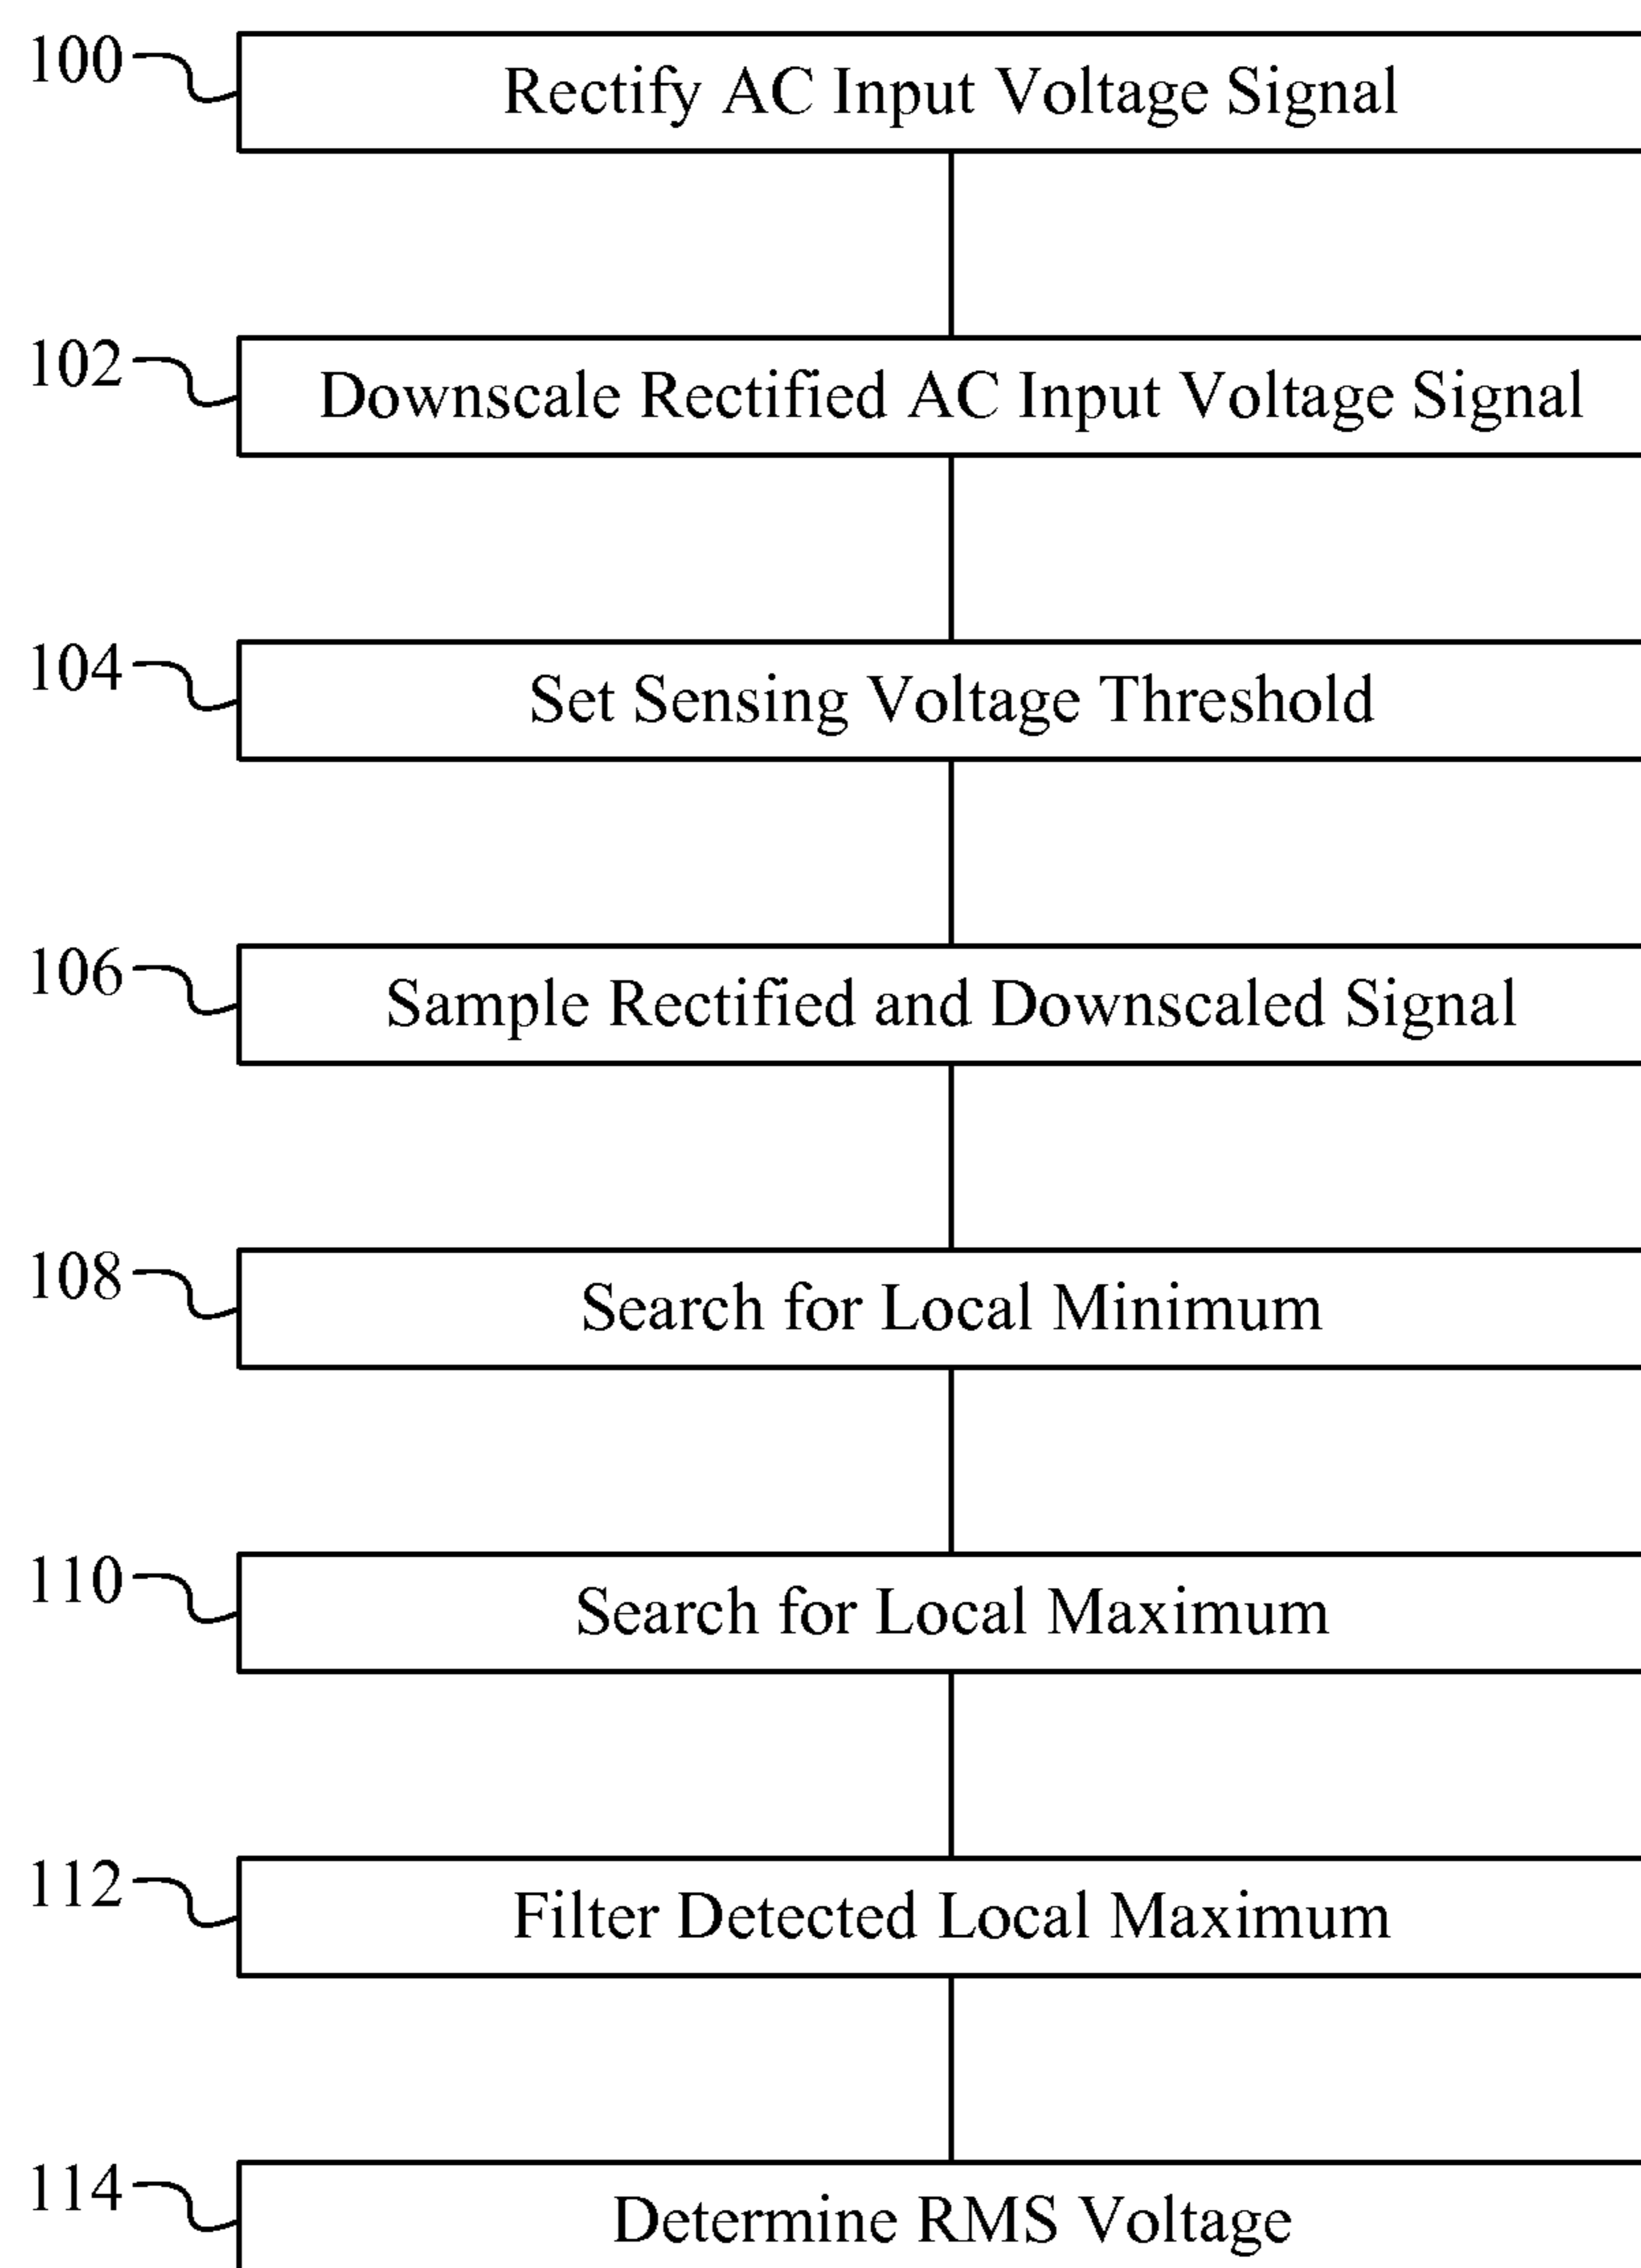 100 Rectify AC Input Voltage Signal
102 Downscale Rectified AC Input Voltage Signal
104 Set Sensing Voltage Threshold
106 Sample Rectified and Downscaled Signal
108 Search for Local Minimum
110 Search for Local Maximum
112 Filter Detected Local Maximum
114 Determine RMS Voltage